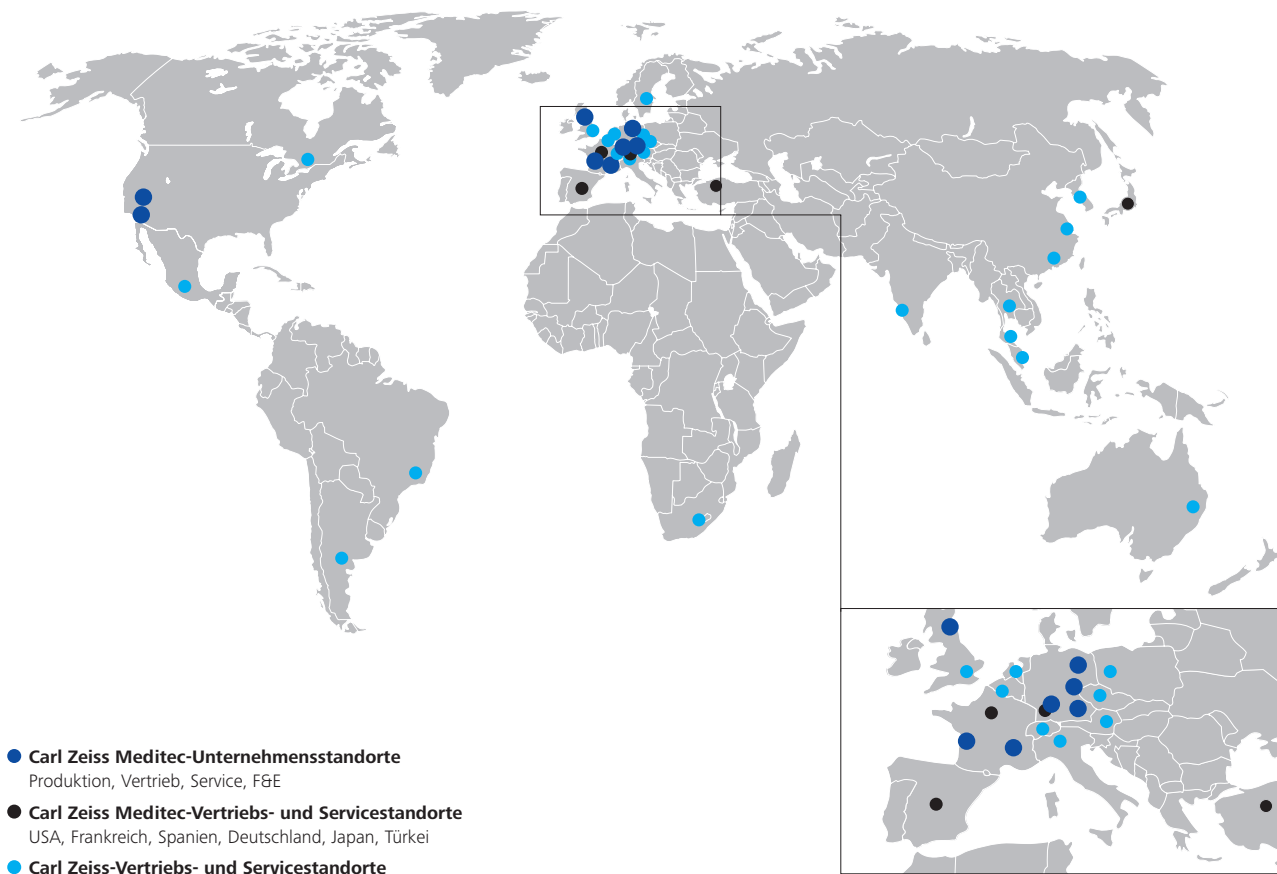 Carl Zeiss Meditec-Unternehmensstandorte
Produktion, Vertrieb, Service, F&E
Carl Zeiss Meditec-Vertriebs- und Servicestandorte
USA, Frankreich, Spanien, Deutschland, Japan, Türkei
Carl Zeiss-Vertriebs- und Servicestandorte